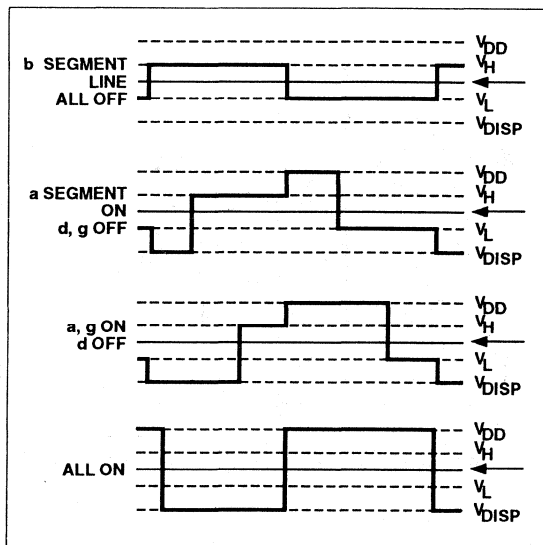 V_DD
b SEGMENT V_H
LINE
ALL OFF V_L
V_DISP
V_DD
a SEGMENT V_H
ON
d, g OFF V_L
V_DISP
V_DD
a, g ON V_H
d OFF
V_L
V_DISP
V_DD
V_H
ALL ON
V_L
V_DISP